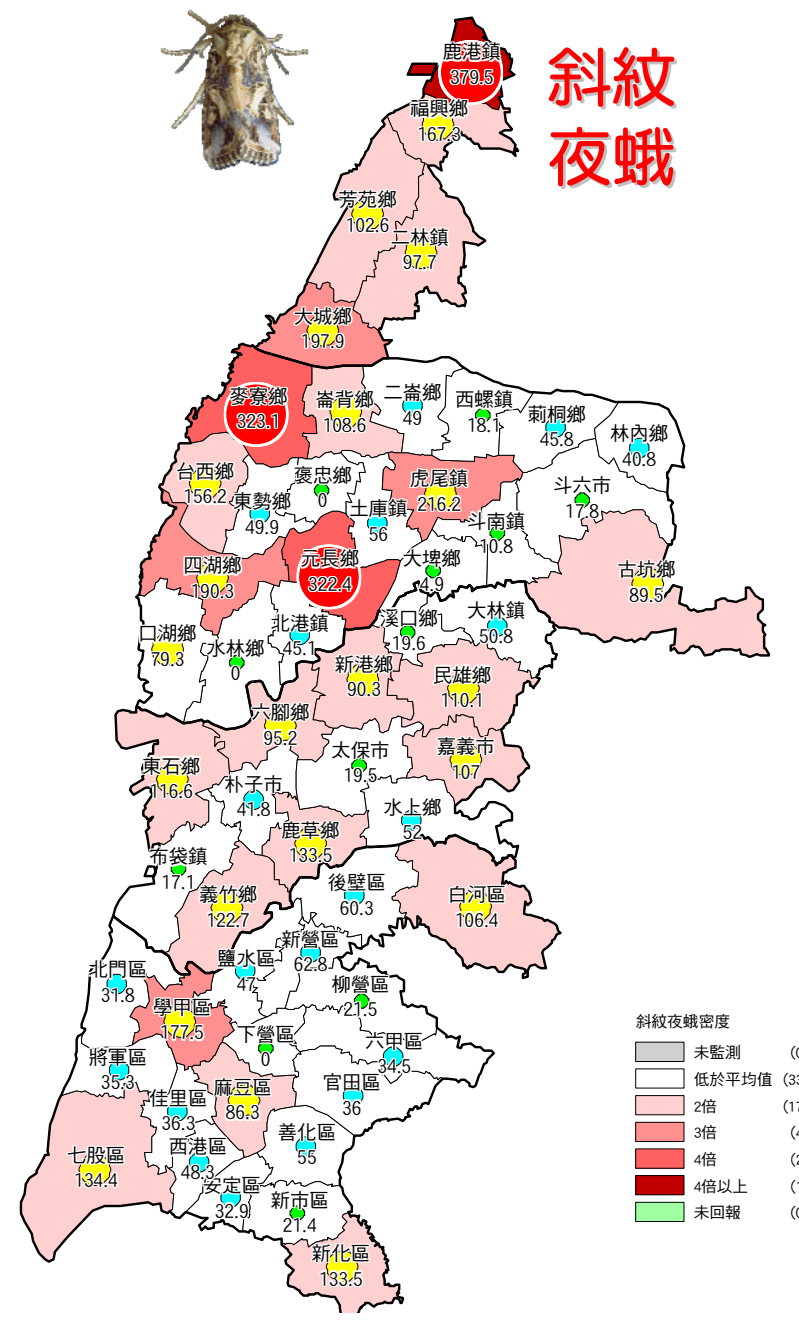 斜紋
夜蛾
鹿港鎮
379.5
福興鄉
167.3
芳苑鄉
102.6
二林鎮
97.7
大城鄉
197.9
麥寮鄉
323.1
崙背鄉
108.6
二崙鄉
49
西螺鎮
18.1
莿桐鄉
45.8
林內鄉
40.8
台西鄉
156.2
東勢鄉
49.9
褒忠鄉
0
土庫鎮
56
虎尾鎮
216.2
斗南鎮
10.8
斗六市
17.8
四湖鄉
190.3
元長鄉
322.4
大埤鄉
4.9
古坑鄉
89.5
口湖鄉
79.3
水林鄉
0
北港鎮
45.1
溪口鄉
19.6
大林鎮
50.8
新港鄉
90.3
民雄鄉
110.1
六腳鄉
95.2
東石鄉
116.6
朴子市
41.8
太保市
19.5
嘉義市
107
水上鄉
52
鹿草鄉
133.5
布袋鎮
17.1
義竹鄉
122.7
後壁區
60.3
白河區
106.4
新營區
62.8
鹽水區
47
北門區
31.8
柳營區
21.5
學甲區
177.5
下營區
0
六甲區
34.5
將軍區
35.3
佳里區
36.3
麻豆區
86.3
官田區
36
七股區
134.4
西港區
48.3
善化區
55
安定區
32.9
新市區
21.4
新化區
133.5
斜紋夜蛾密度
未監測 (0
低於平均值 (33
2倍 (17
3倍 (4
4倍 (2
4倍以上 (1
未回報 (0